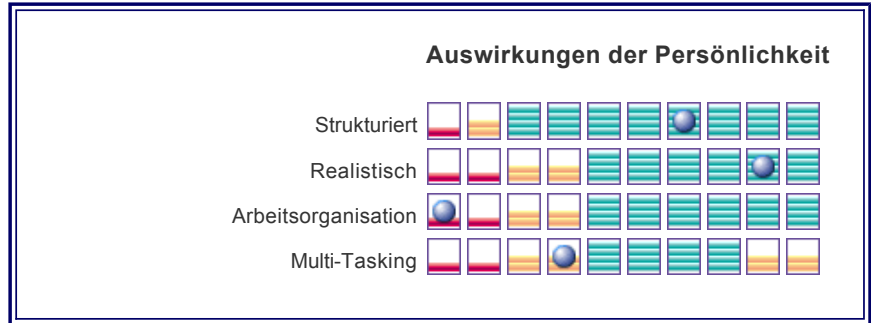 Auswirkungen der Persönlichkeit
Strukturiert
Realistisch
Arbeitsorganisation
Multi-Tasking